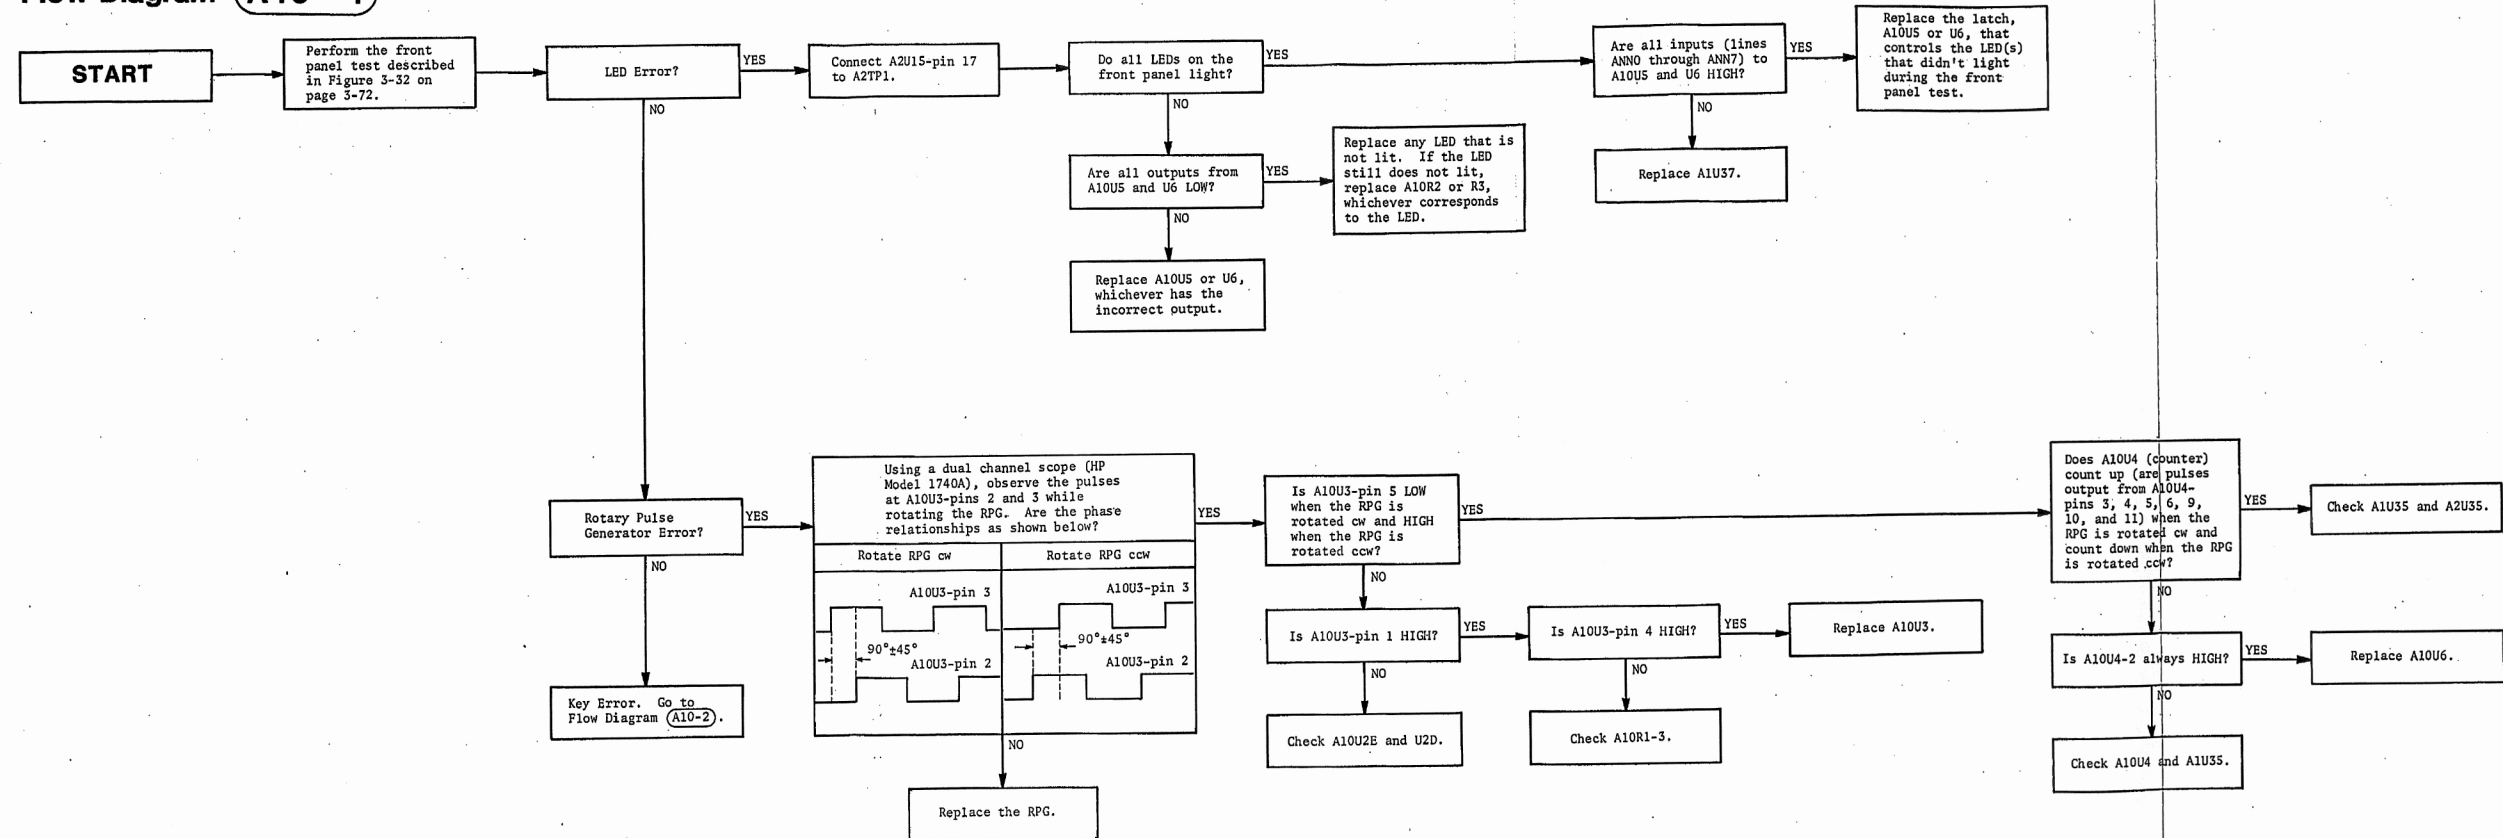 Flow Diagram A10-1
START
Perform the front
panel test described
in Figure 3-32 on
page 3-72.
LED Error?
YES
NO
Connect A2U15-pin 17
to A2TP1.
Do all LEDs on the
front panel light?
YES
NO
Are all inputs (lines
ANN0 through ANN7) to
A10U5 and U6 HIGH?
YES
NO
Replace the latch,
A10U5 or U6, that
controls the LED(s)
that didn't light
during the front
panel test.
Replace A1U37.
Are all outputs from
A10U5 and U6 LOW?
YES
NO
Replace any LED that is
not lit. If the LED
still does not lit,
replace A10R2 or R3,
whichever corresponds
to the LED.
Replace A10U5 or U6,
whichever has the
incorrect output.
Rotary Pulse
Generator Error?
YES
NO
Key Error. Go to
Flow Diagram A10-2.
Using a dual channel scope (HP
Model 1740A), observe the pulses
at A10U3-pins 2 and 3 while
rotating the RPG. Are the phase
relationships as shown below?
YES
Rotate RPG cw
Rotate RPG ccw
A10U3-pin 3
90°±45°
A10U3-pin 2
A10U3-pin 3
90°±45°
A10U3-pin 2
NO
Replace the RPG.
Is A10U3-pin 5 LOW
when the RPG is
rotated cw and HIGH
when the RPG is
rotated ccw?
YES
NO
Is A10U3-pin 1 HIGH?
YES
NO
Check A10U2E and U2D.
Is A10U3-pin 4 HIGH?
YES
NO
Replace A10U3.
Check A10R1-3.
Does A10U4 (counter)
count up (are pulses
output from A10U4-
pins 3, 4, 5, 6, 9,
10, and 11) when the
RPG is rotated cw and
count down when the RPG
is rotated ccw?
YES
NO
Check A1U35 and A2U35.
Is A10U4-2 always HIGH?
YES
NO
Replace A10U6.
Check A10U4 and A1U35.